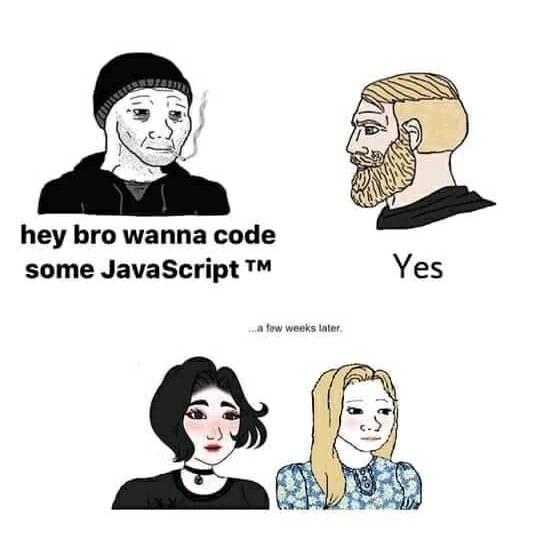 hey bro wanna code
some JavaScript ™
Yes
...a few weeks later.